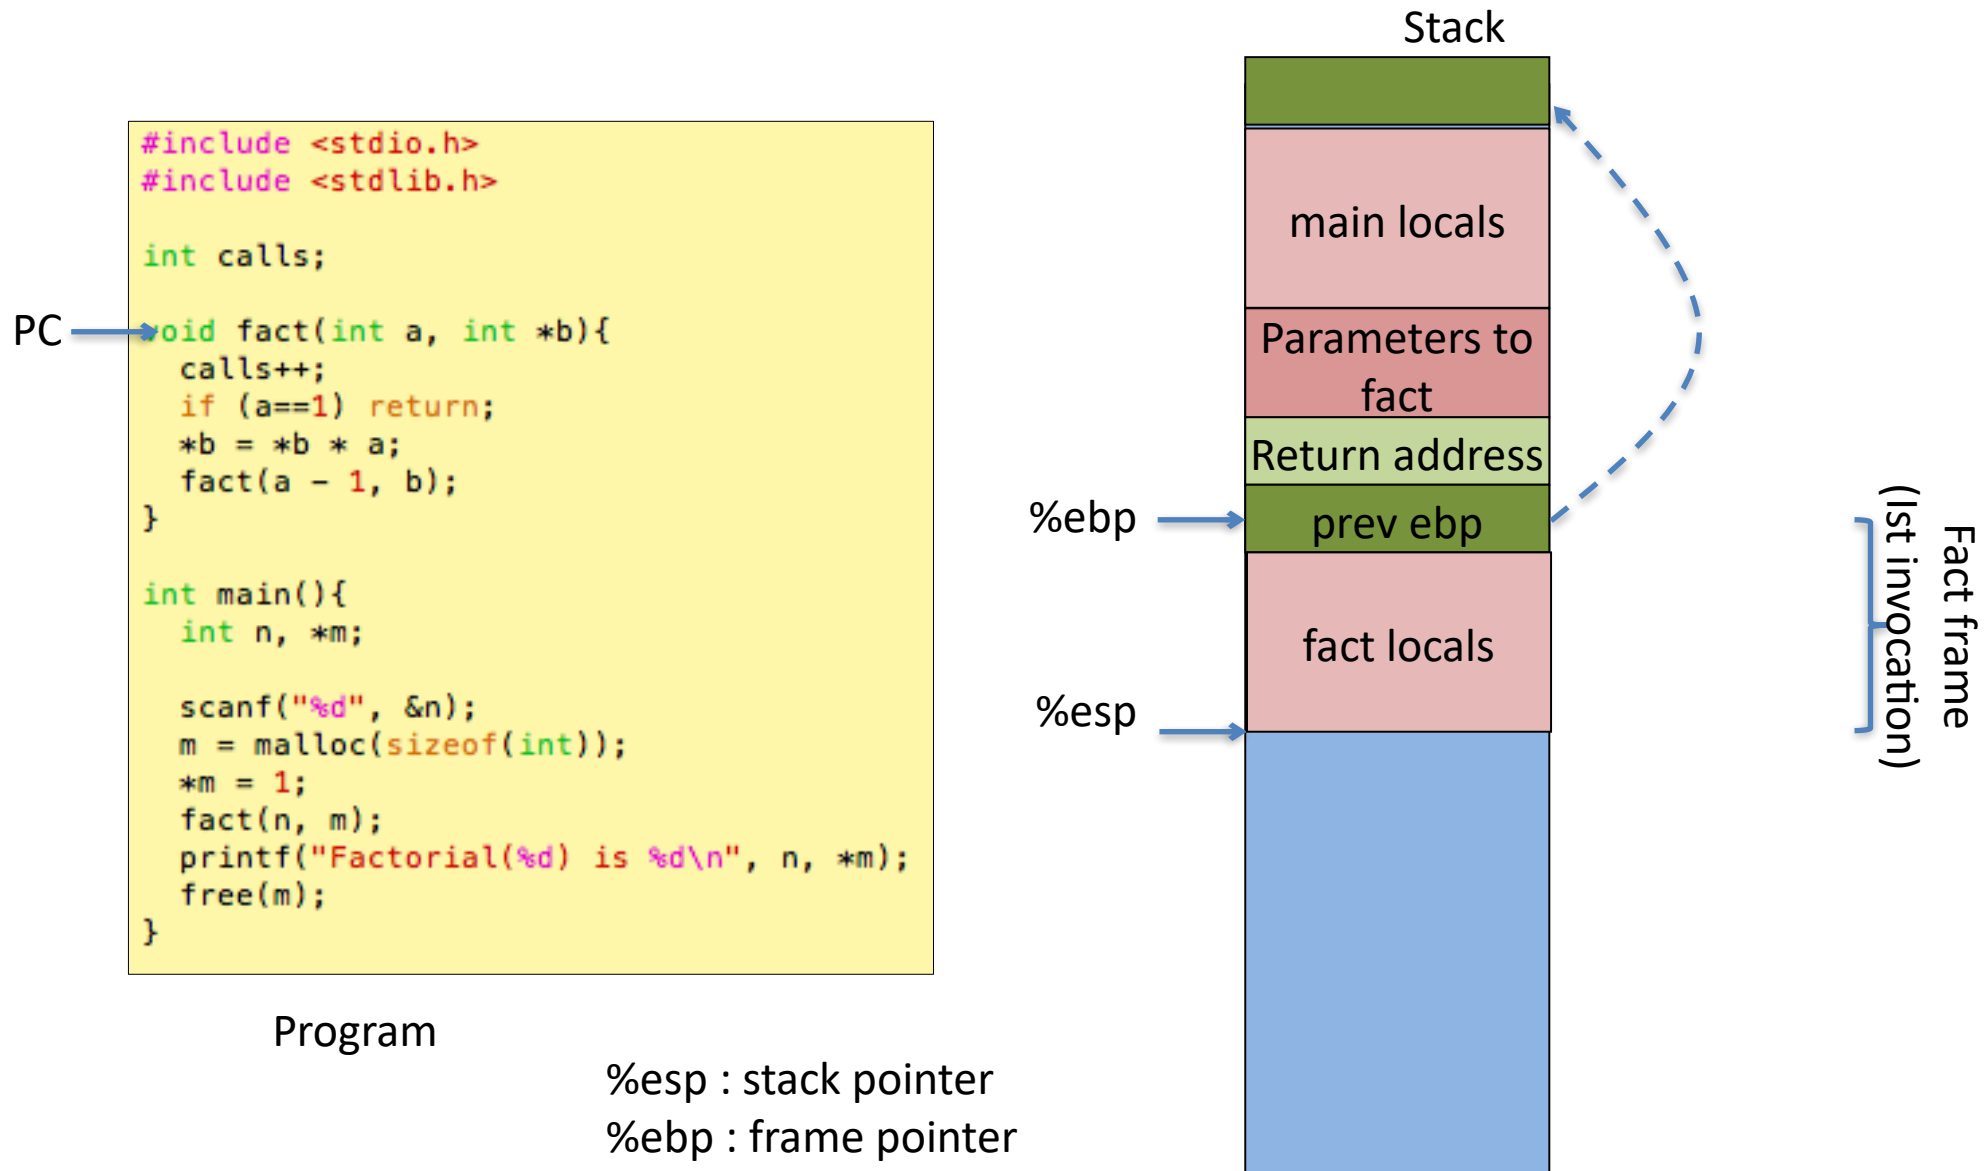 Stack
#include <stdio.h>
#include <stdlib.h>
int calls;
PC
void fact(int a, int *b){
calls++;
if (a==1) return;
*b = *b * a;
fact(a - 1, b);
}
int main(){
int n, *m;
scanf("%d", &n);
m = malloc(sizeof(int));
*m = 1;
fact(n, m);
printf("Factorial(%d) is %d\n", n, *m);
free(m);
}
Program
%esp : stack pointer
%ebp : frame pointer
main locals
Parameters to
fact
Return address
%ebp
prev ebp
fact locals
%esp
Fact frame
(Ist invocation)